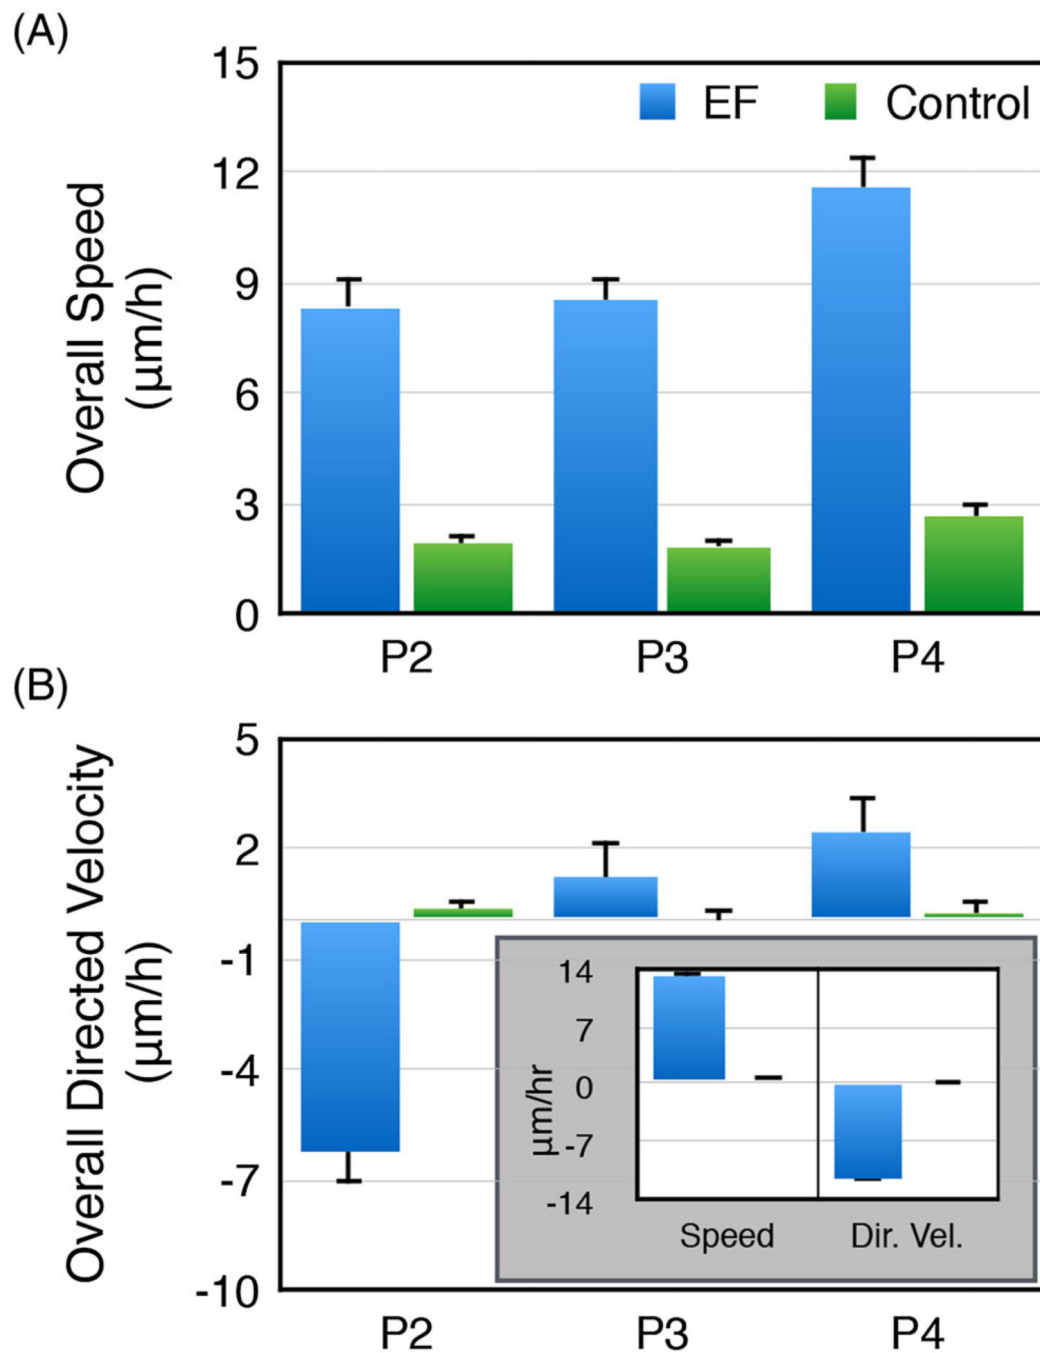 (A)
Overall Speed
(µm/h)
15
12
9
6
3
0
EF
Control
P2
P3
P4
(B)
Overall Directed Velocity
(µm/h)
5
2
-1
-4
-7
-10
µm/hr
14
7
0
-7
-14
Speed
Dir. Vel.
P2
P3
P4